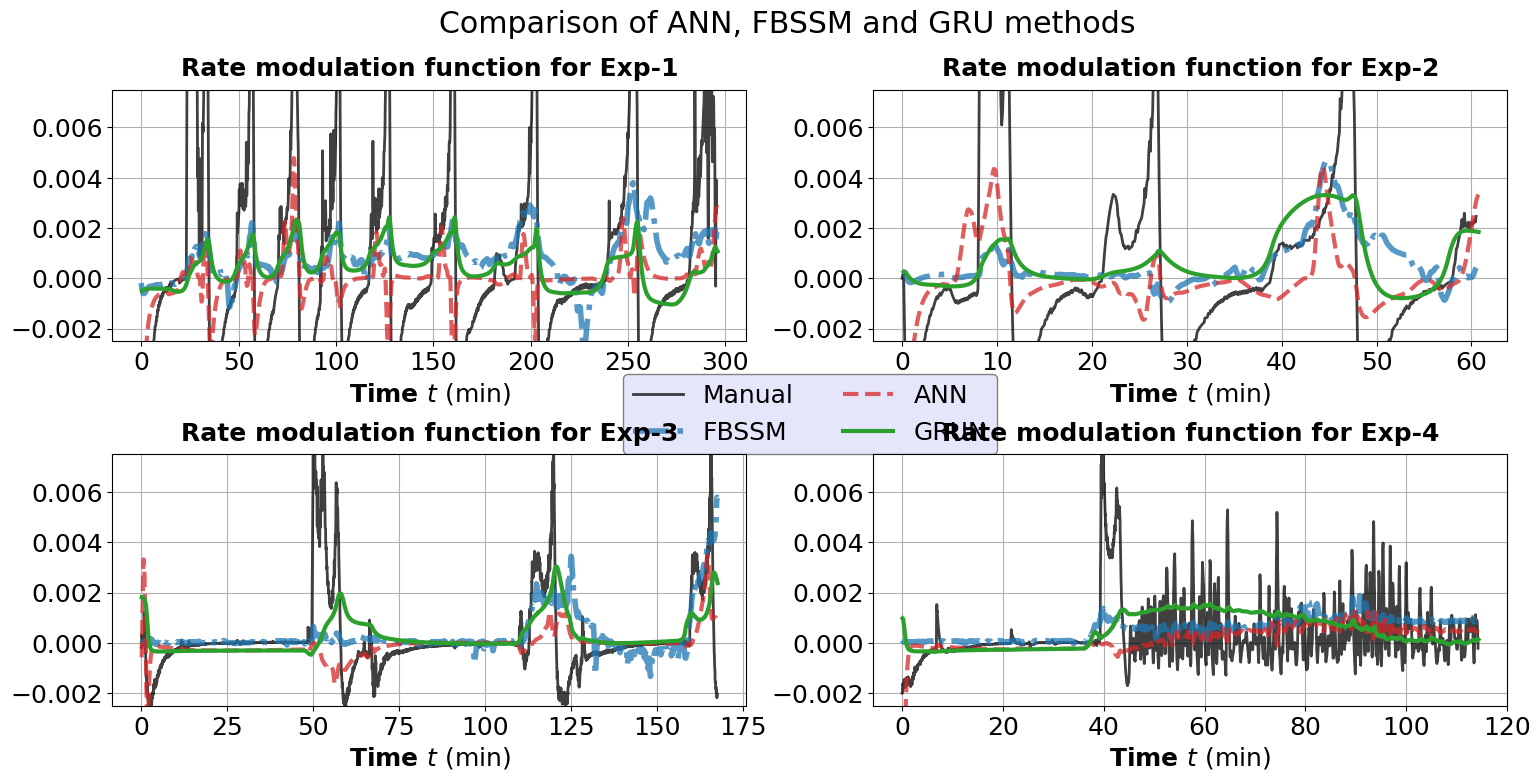 Comparison of ANN, FBSSM and GRU methods
Rate modulation function for Exp-1
0.006
0.004
0.002
0.000
−0.002
0 50 100 150 200 250 300
Time t (min)
Rate modulation function for Exp-2
0.006
0.004
0.002
0.000
−0.002
0 10 20 30 40 50 60
Time t (min)
Manual ANN
FBSSM GRUN
Rate modulation function for Exp-3
0.006
0.004
0.002
0.000
−0.002
0 25 50 75 100 125 150 175
Time t (min)
Rate modulation function for Exp-4
0.006
0.004
0.002
0.000
−0.002
0 20 40 60 80 100 120
Time t (min)